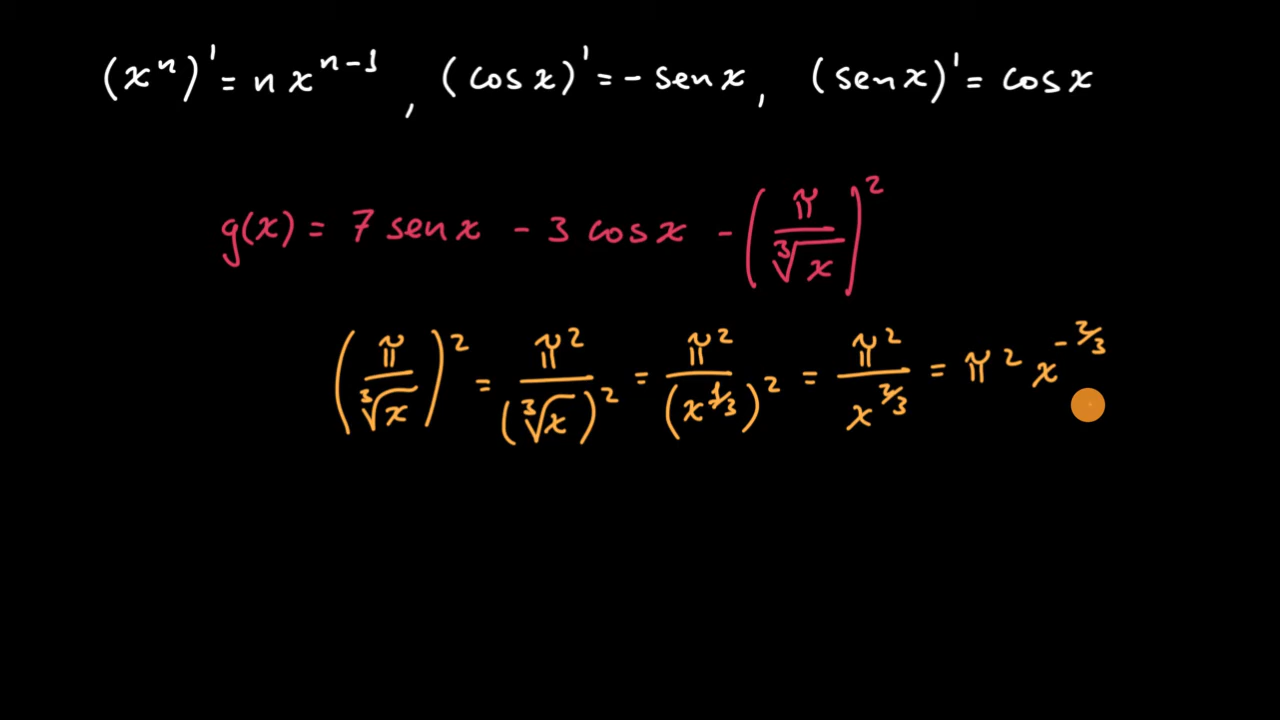 (xⁿ)' = n xⁿ⁻¹ , (cos x)' = - sen x , (sen x)' = cos x
g(x) = 7 sen x - 3 cos x - (π/∛x)²
(π/∛x)² = π²/(∛x)² = π²/(x^{1/3})² = π²/x^{2/3} = π² x^{-2/3}